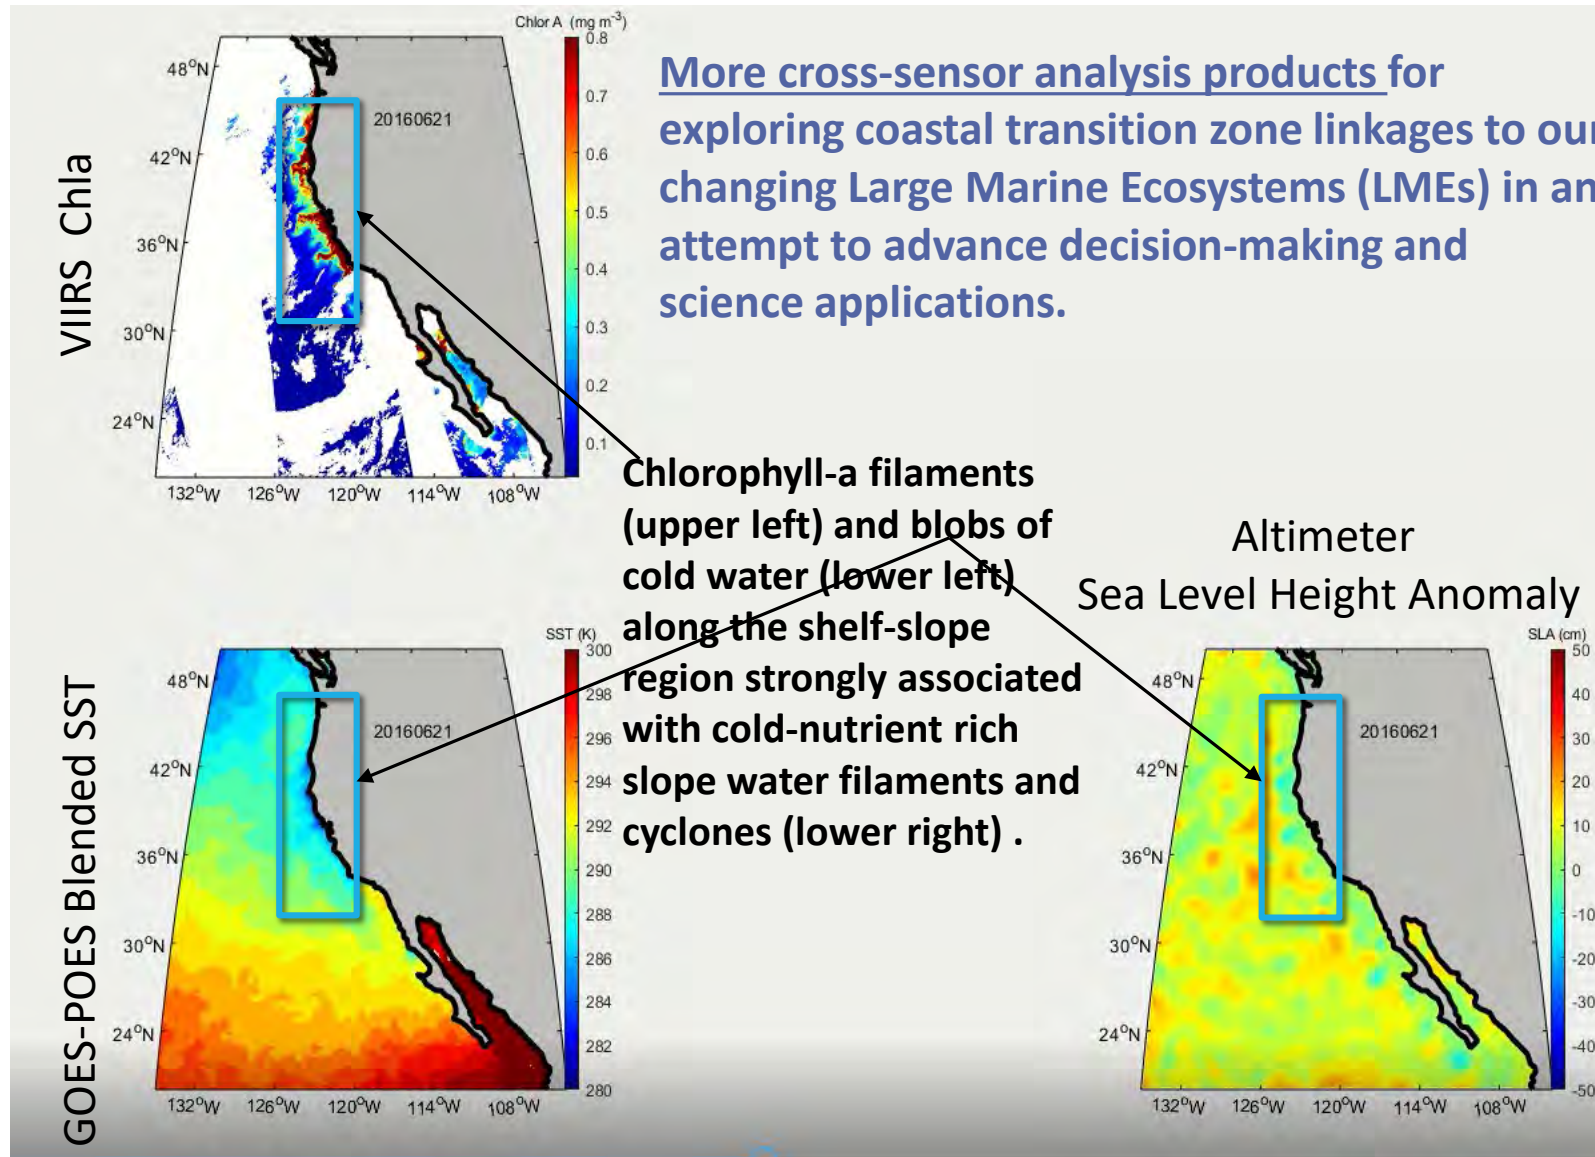 Chlor A (mg m⁻³)
0.8
0.7
0.6
0.5
0.4
0.3
0.2
0.1
48°N
42°N
36°N
30°N
24°N
132°W 126°W 120°W 114°W 108°W
20160621
VIIRS Chla
More cross-sensor analysis products for
exploring coastal transition zone linkages to our
changing Large Marine Ecosystems (LMEs) in an
attempt to advance decision-making and
science applications.
Chlorophyll-a filaments
(upper left) and blobs of
cold water (lower left)
along the shelf-slope
region strongly associated
with cold-nutrient rich
slope water filaments and
cyclones (lower right) .
GOES-POES Blended SST
SST (K)
300
298
296
294
292
290
288
286
284
282
280
48°N
42°N
36°N
30°N
24°N
132°W 126°W 120°W 114°W 108°W
20160621
Altimeter
Sea Level Height Anomaly
SLA (cm)
50
40
30
20
10
0
-10
-20
-30
-40
-50
48°N
42°N
36°N
30°N
24°N
132°W 126°W 120°W 114°W 108°W
20160621